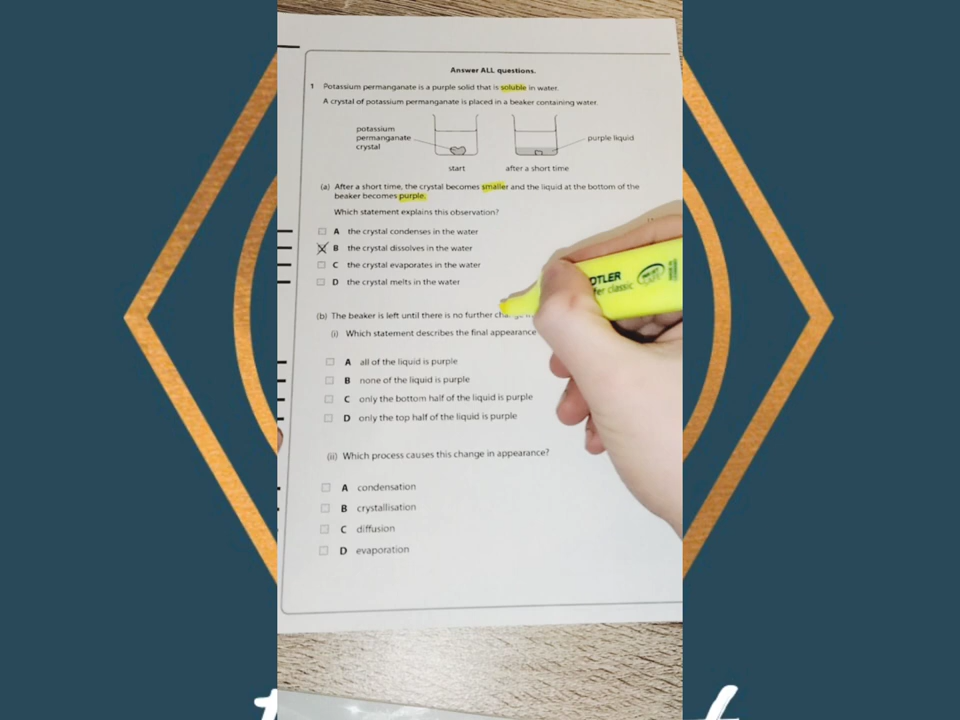 Answer ALL questions.
1 Potassium permanganate is a purple solid that is soluble in water.
A crystal of potassium permanganate is placed in a beaker containing water.
potassium
permanganate
crystal
purple liquid
start
after a short time
(a) After a short time, the crystal becomes smaller and the liquid at the bottom of the
beaker becomes purple.
Which statement explains this observation?
A the crystal condenses in the water
B the crystal dissolves in the water
C the crystal evaporates in the water
D the crystal melts in the water
(b) The beaker is left until there is no further
(i) Which statement describes the final appearance
A all of the liquid is purple
B none of the liquid is purple
C only the bottom half of the liquid is purple
D only the top half of the liquid is purple
(ii) Which process causes this change in appearance?
A condensation
B crystallisation
C diffusion
D evaporation
classic